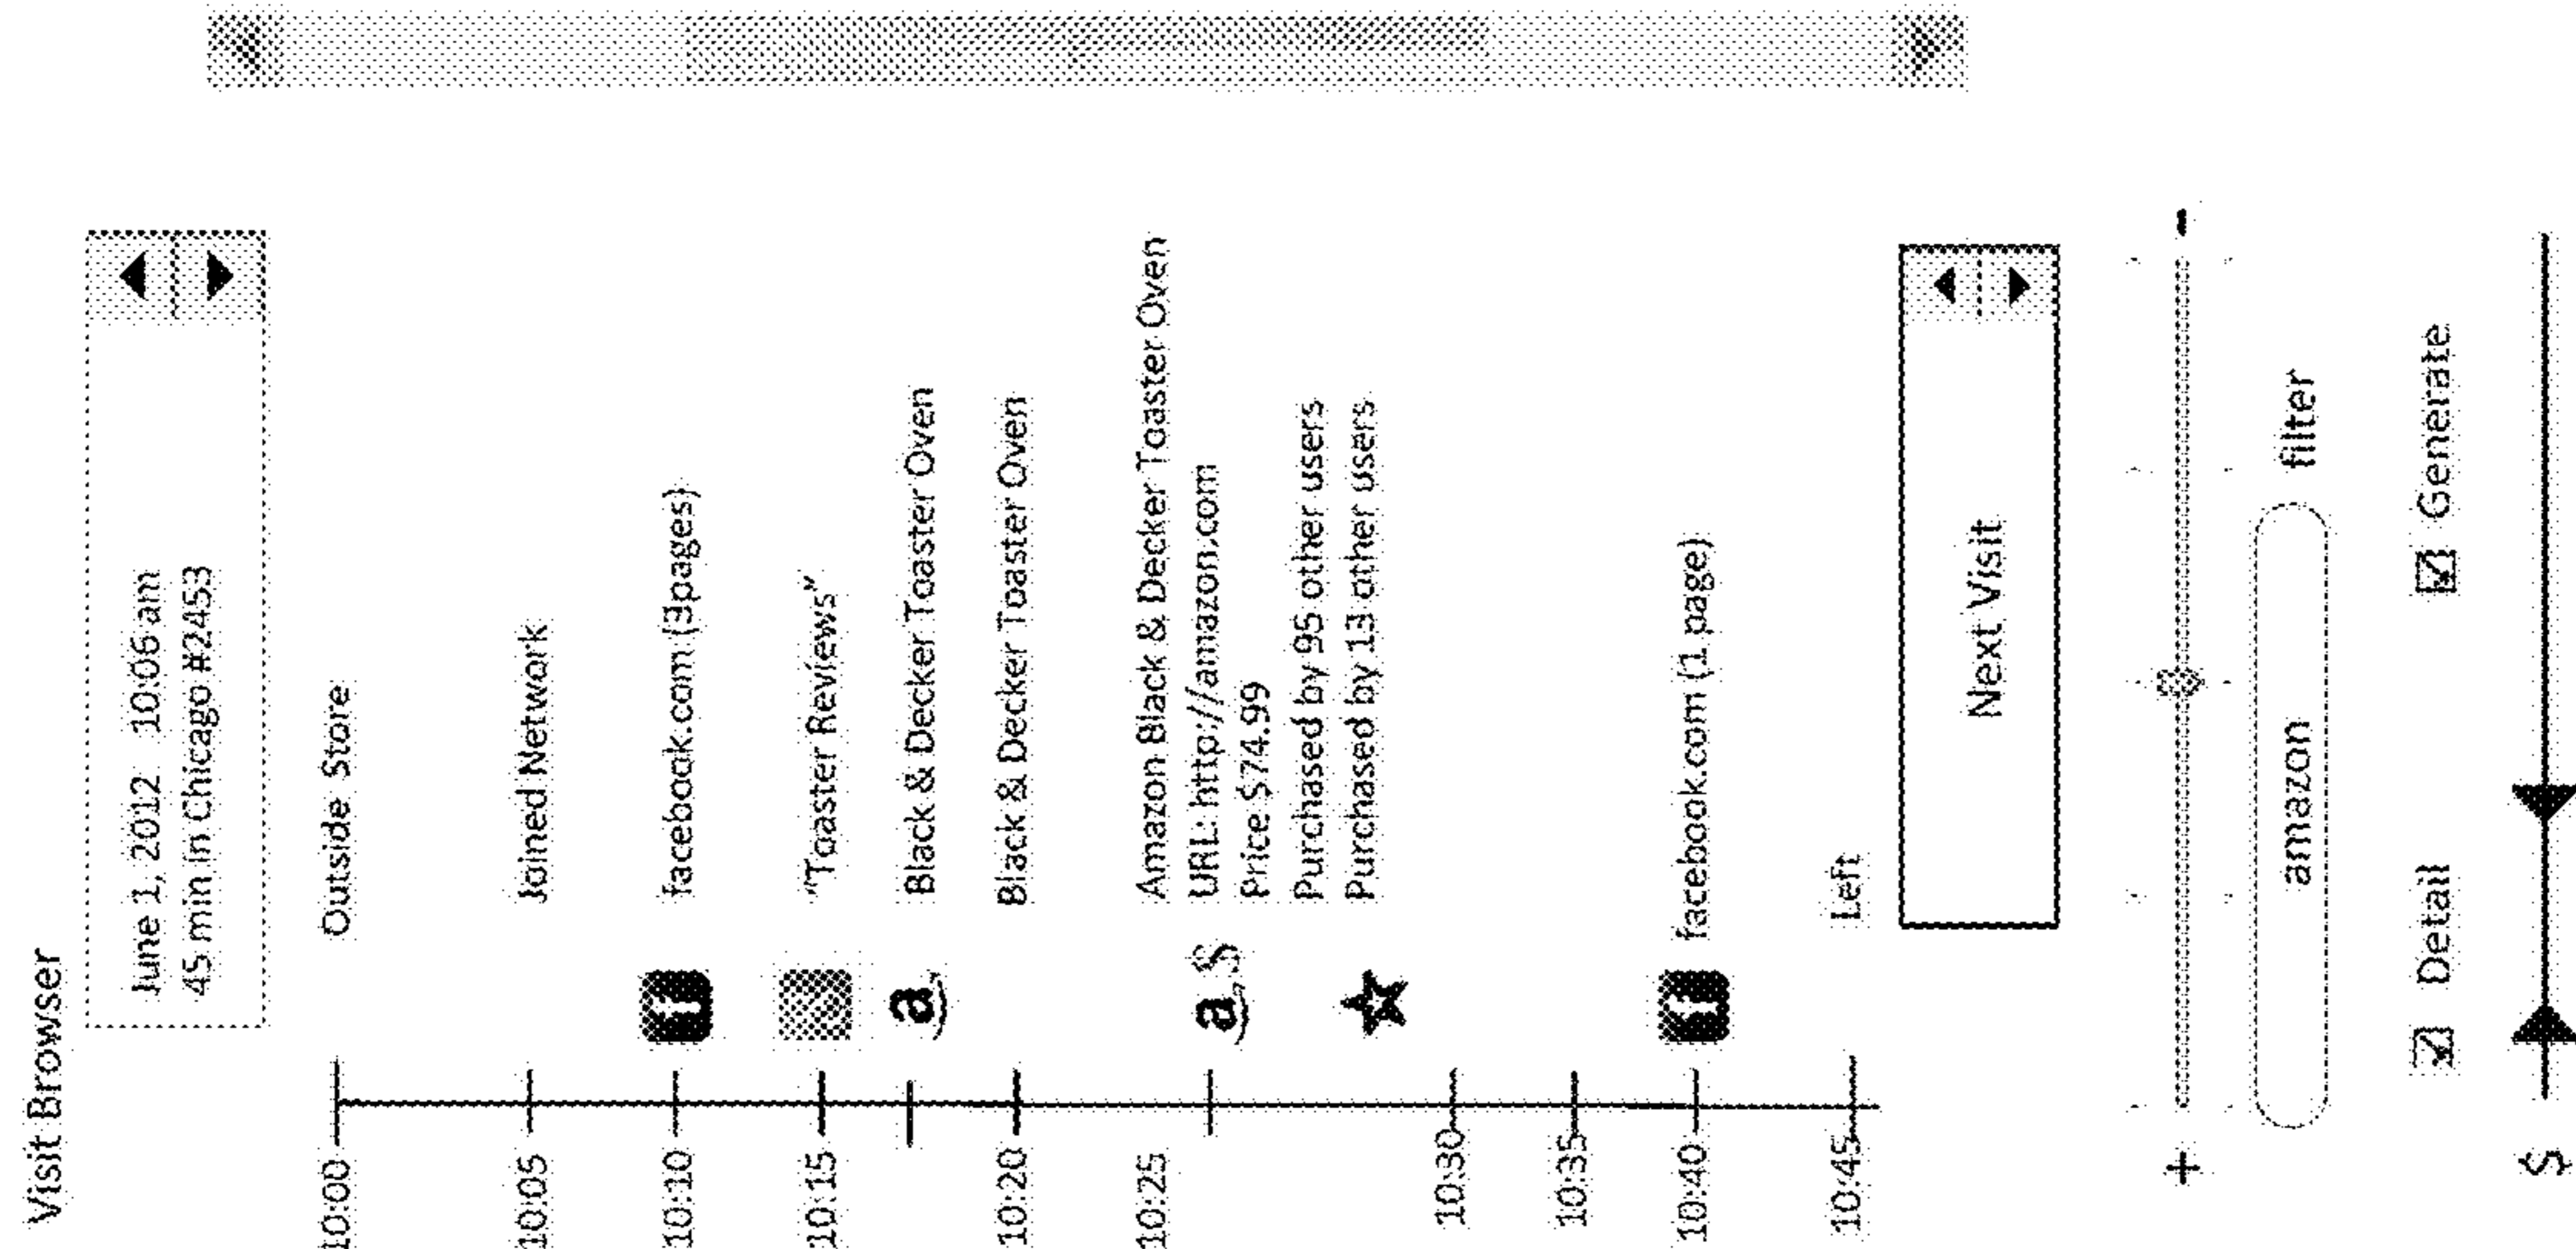 Visit Browser
June 1, 2012 10:06 am
45 min in Chicago #2453
10:00 Outside Store
10:05 Joined Network
10:10 f facebook.com (3pages)
10:15 "Toaster Reviews"
a Black & Decker Toaster Oven
10:20 Black & Decker Toaster Oven
10:25 Amazon Black & Decker Toaster Oven
a $ URL: http://amazon.com
Price $74.99
Purchased by 95 other users
Purchased by 13 other users
10:30
10:35
10:40 f facebook.com (1 page)
10:45 Left
Next Visit
+ -
amazon filter
Detail Generate
$